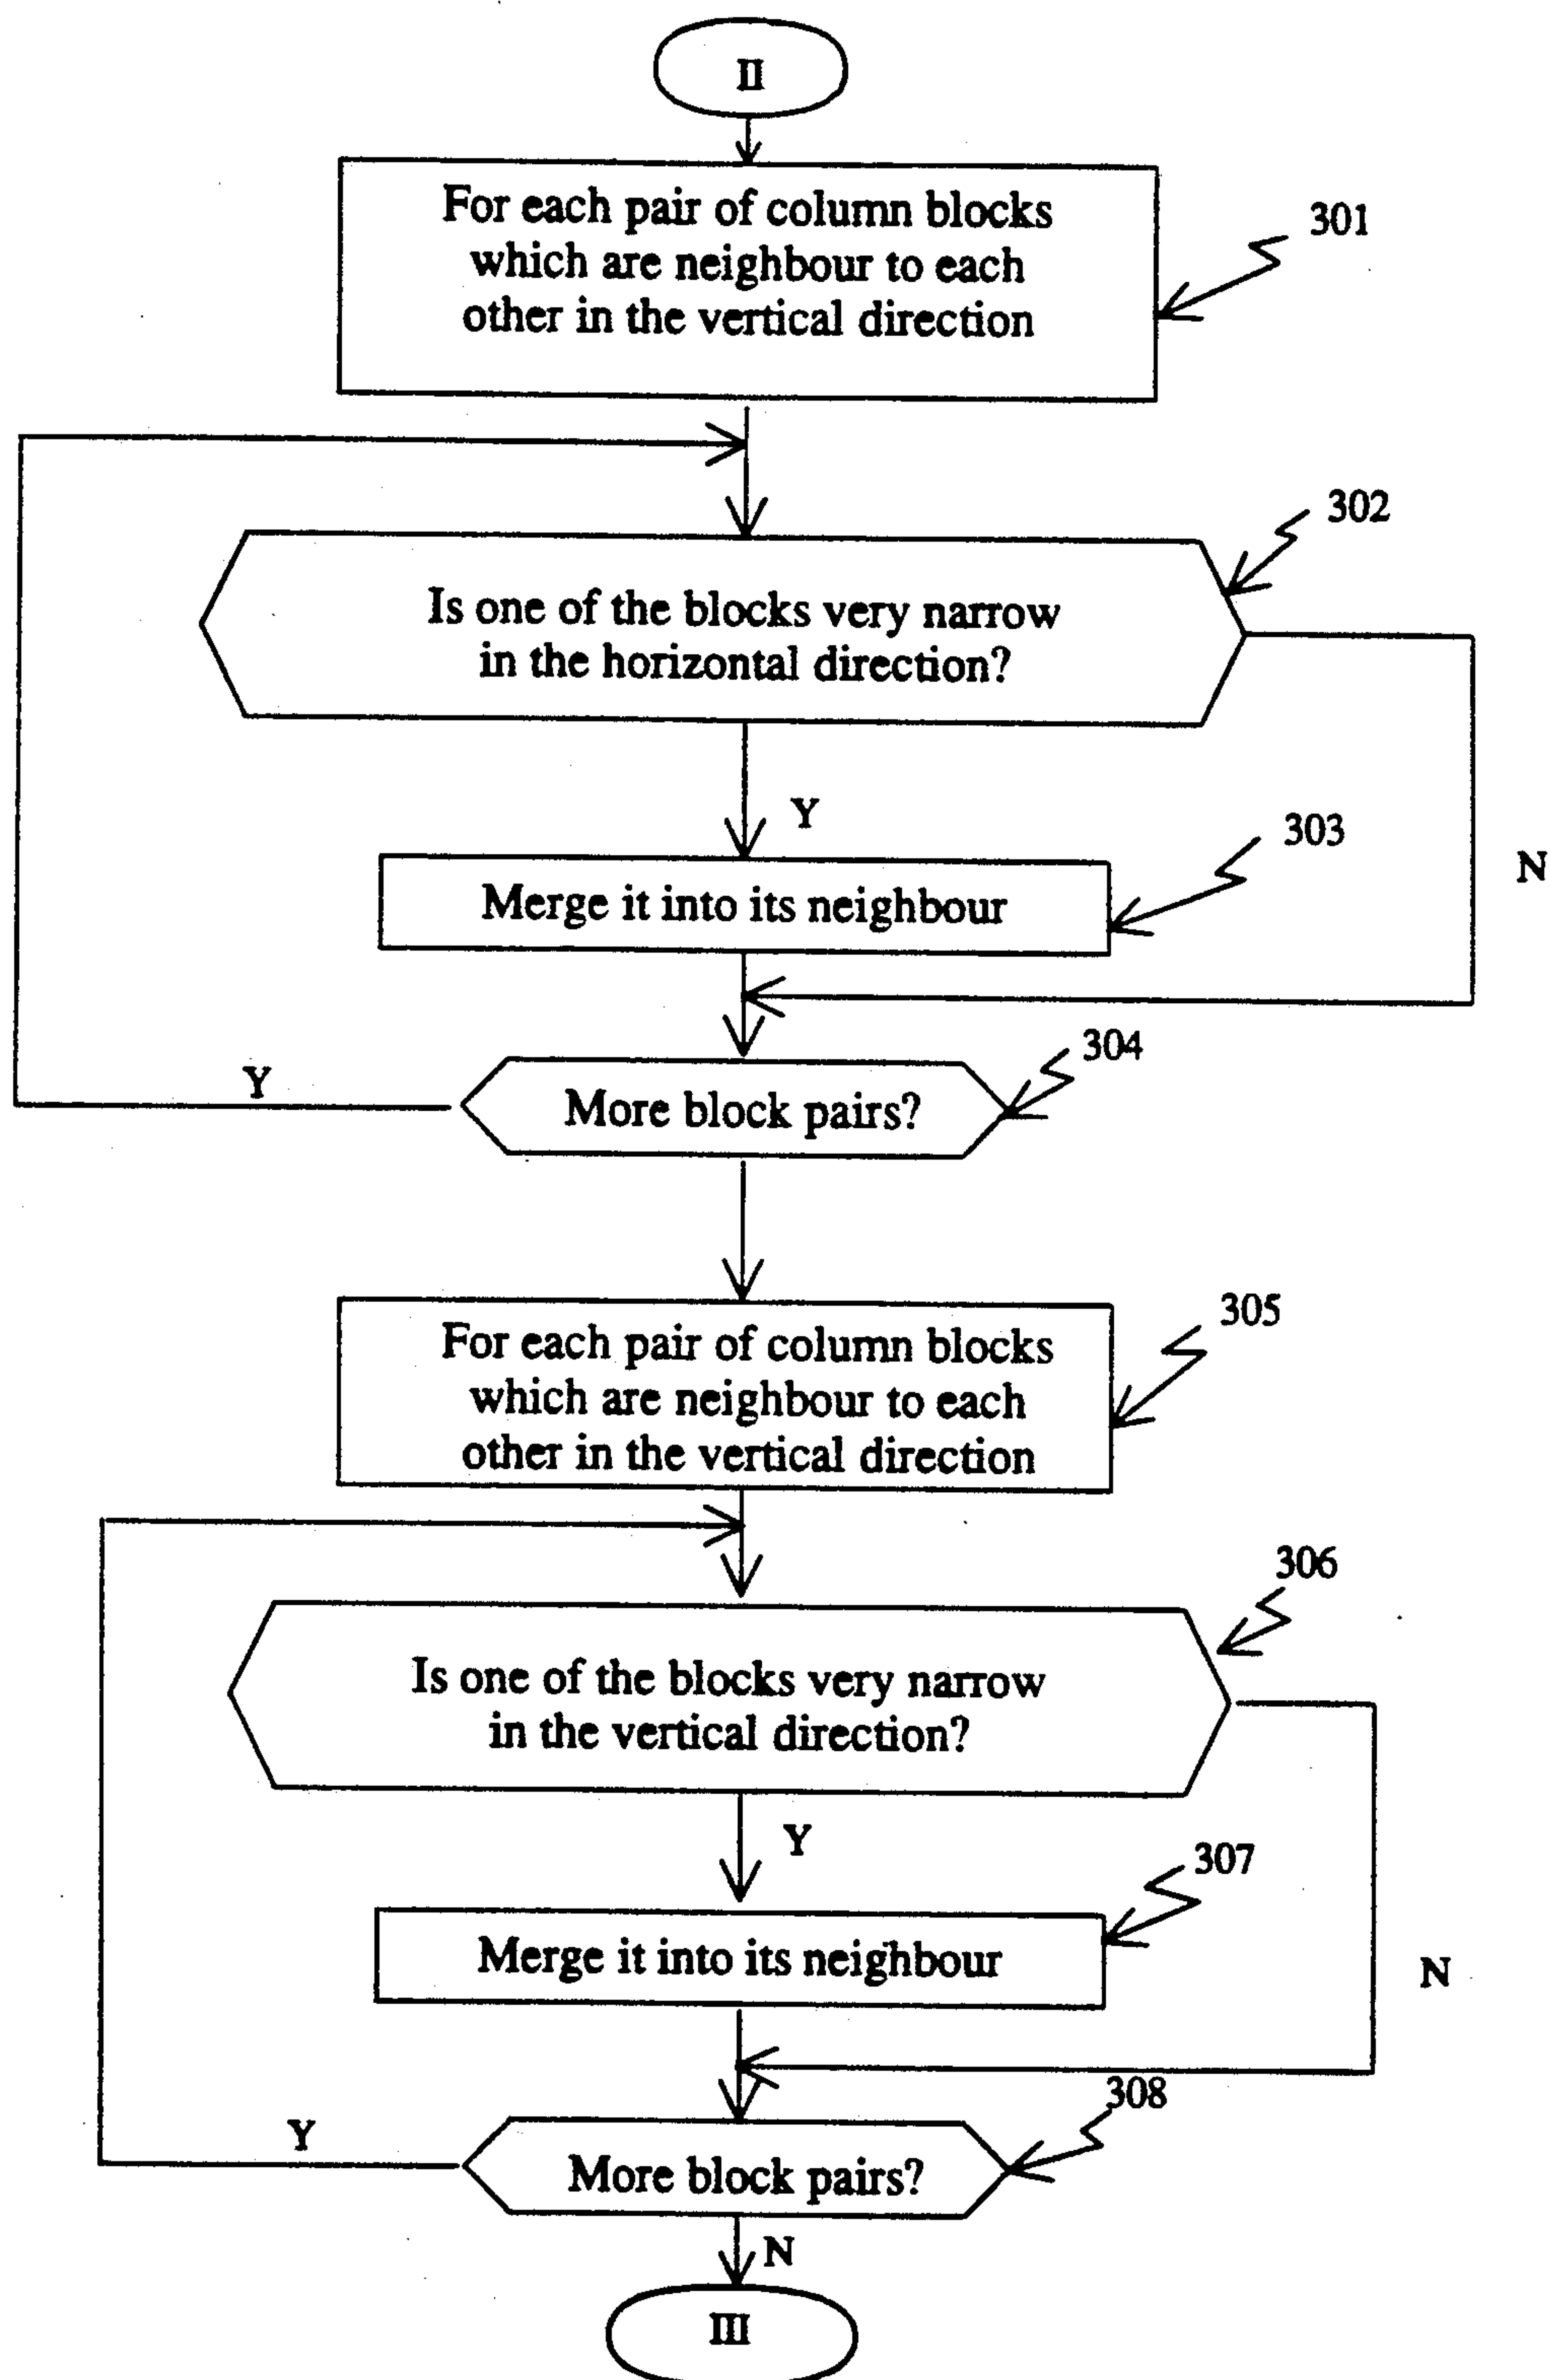 II
For each pair of column blocks
which are neighbour to each
other in the vertical direction
301
302
Is one of the blocks very narrow
in the horizontal direction?
Y
303
N
Merge it into its neighbour
304
Y
More block pairs?
305
For each pair of column blocks
which are neighbour to each
other in the vertical direction
306
Is one of the blocks very narrow
in the vertical direction?
Y
307
Merge it into its neighbour
N
308
Y
More block pairs?
N
III